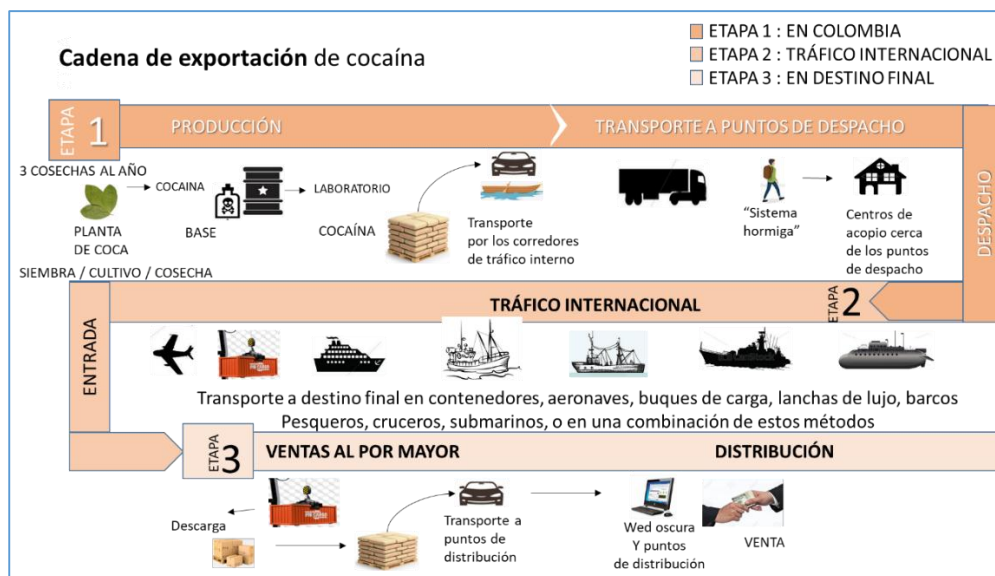 Cadena de exportación de cocaína
ETAPA 1 : EN COLOMBIA
ETAPA 2 : TRÁFICO INTERNACIONAL
ETAPA 3 : EN DESTINO FINAL
ETAPA 1
PRODUCCIÓN
TRANSPORTE A PUNTOS DE DESPACHO
DESPACHO
3 COSECHAS AL AÑO
PLANTA
DE COCA
SIEMBRA / CULTIVO / COSECHA
COCAINA
BASE
LABORATORIO
COCAÍNA
Transporte
por los corredores
de tráfico interno
“Sistema
hormiga”
Centros de
acopio cerca
de los puntos
de despacho
ETAPA 2
TRÁFICO INTERNACIONAL
ENTRADA
Transporte a destino final en contenedores, aeronaves, buques de carga, lanchas de lujo, barcos
Pesqueros, cruceros, submarinos, o en una combinación de estos métodos
ETAPA 3
VENTAS AL POR MAYOR
DISTRIBUCIÓN
Descarga
Transporte a
puntos de
distribución
Wed oscura
Y puntos
de distribución
VENTA